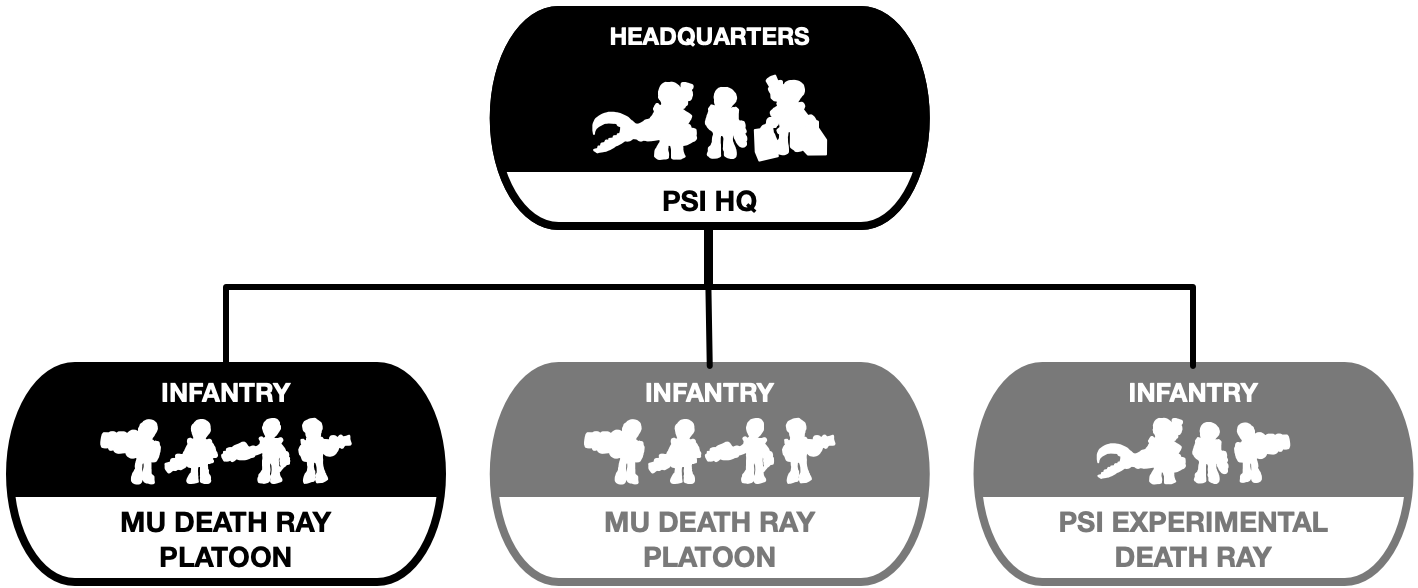 HEADQUARTERS
PSI HQ
INFANTRY
MU DEATH RAY
PLATOON
INFANTRY
MU DEATH RAY
PLATOON
INFANTRY
PSI EXPERIMENTAL
DEATH RAY